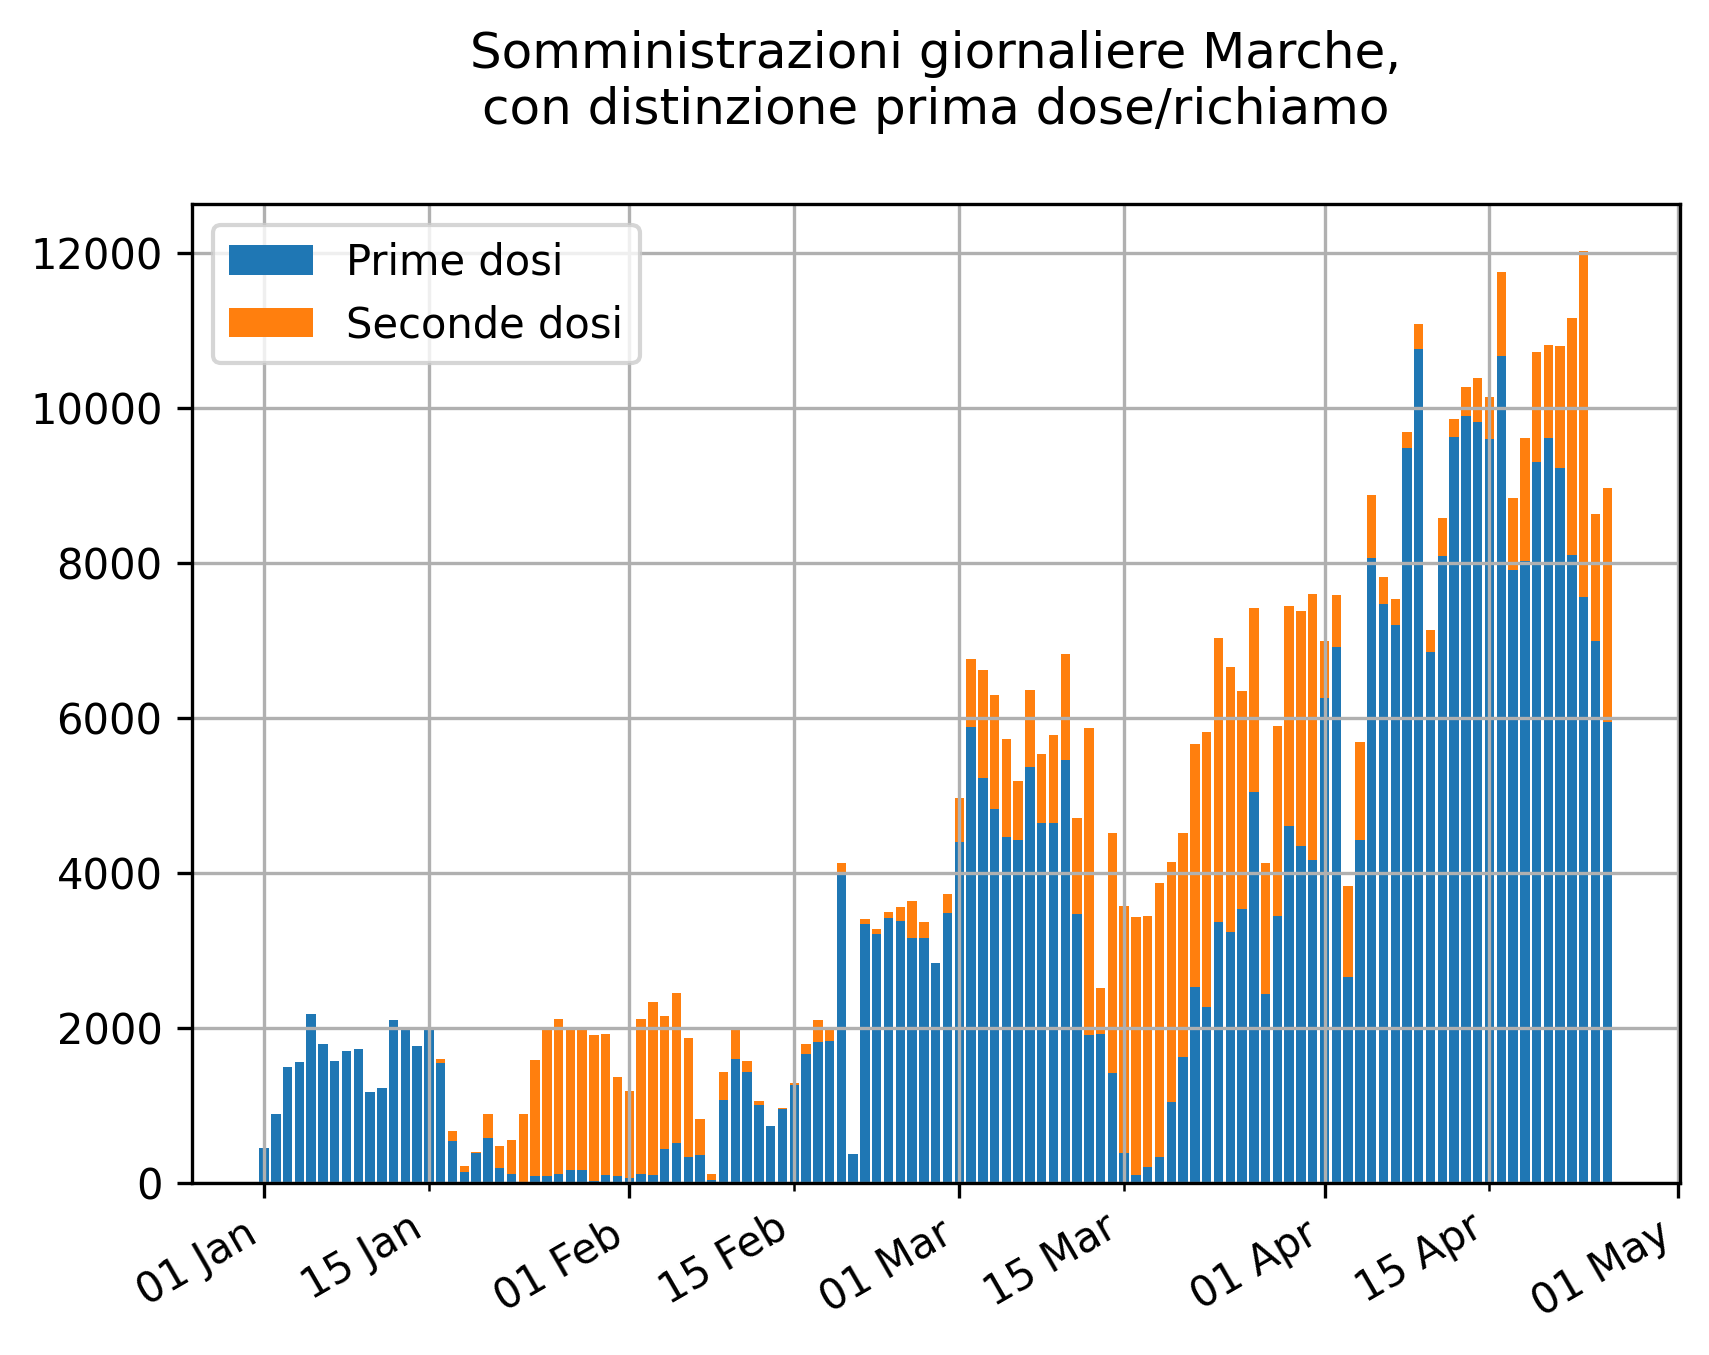 Somministrazioni giornaliere Marche,
con distinzione prima dose/richiamo
Prime dosi
Seconde dosi
12000
10000
8000
6000
4000
2000
0
01 Jan
15 Jan
01 Feb
15 Feb
01 Mar
15 Mar
01 Apr
15 Apr
01 May